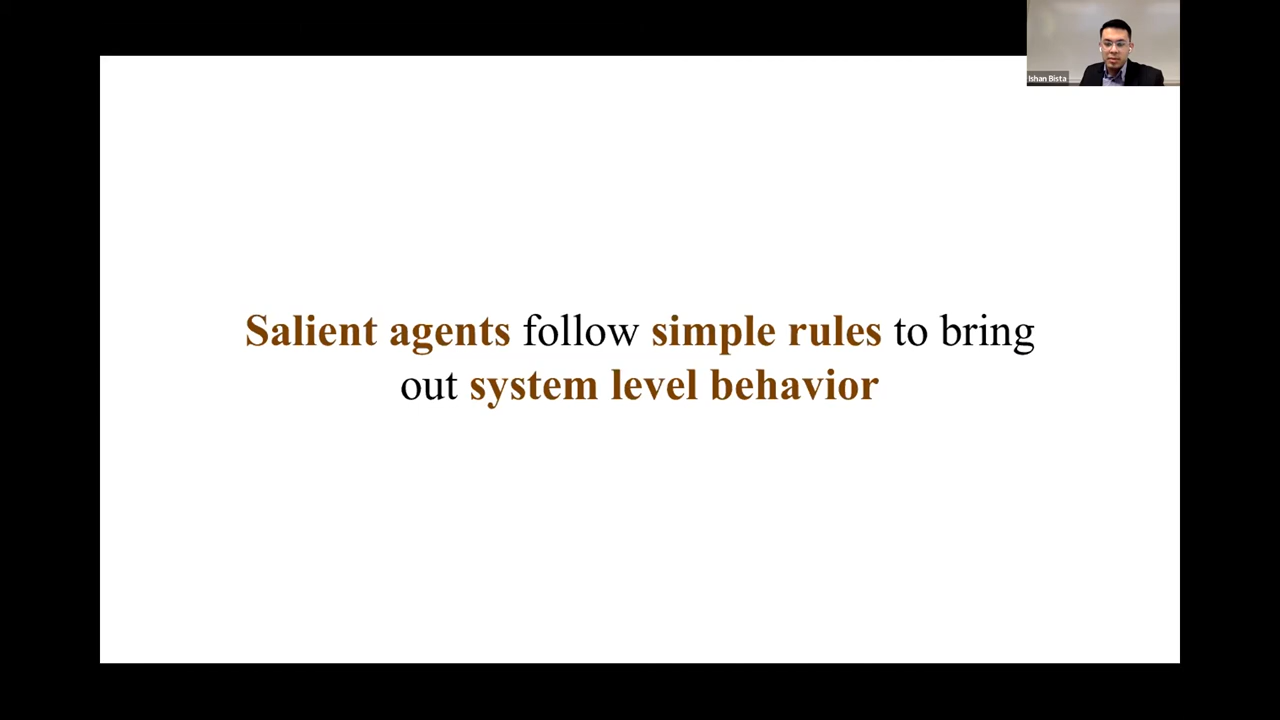 Ishan Bista
Salient agents follow simple rules to bring
out system level behavior